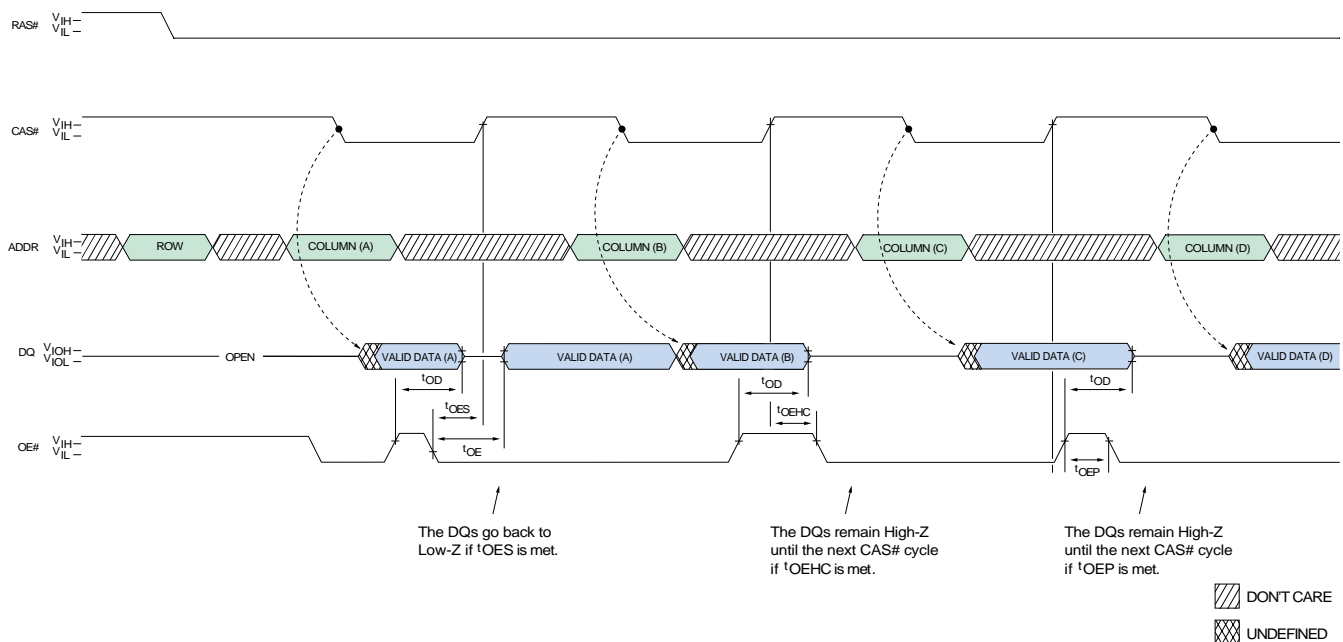 RAS# VIH VIL
CAS# VIH VIL
ADDR VIH VIL ROW COLUMN (A) COLUMN (B) COLUMN (C) COLUMN (D)
DQ VIOH VIOL OPEN VALID DATA (A) VALID DATA (A) VALID DATA (B) VALID DATA (C) VALID DATA (D)
tOD tOD tOD
tOES tOEHC
tOE
OE# VIH VIL tOEP
The DQs go back to
Low-Z if tOES is met.
The DQs remain High-Z
until the next CAS# cycle
if tOEHC is met.
The DQs remain High-Z
until the next CAS# cycle
if tOEP is met.
DON'T CARE
UNDEFINED